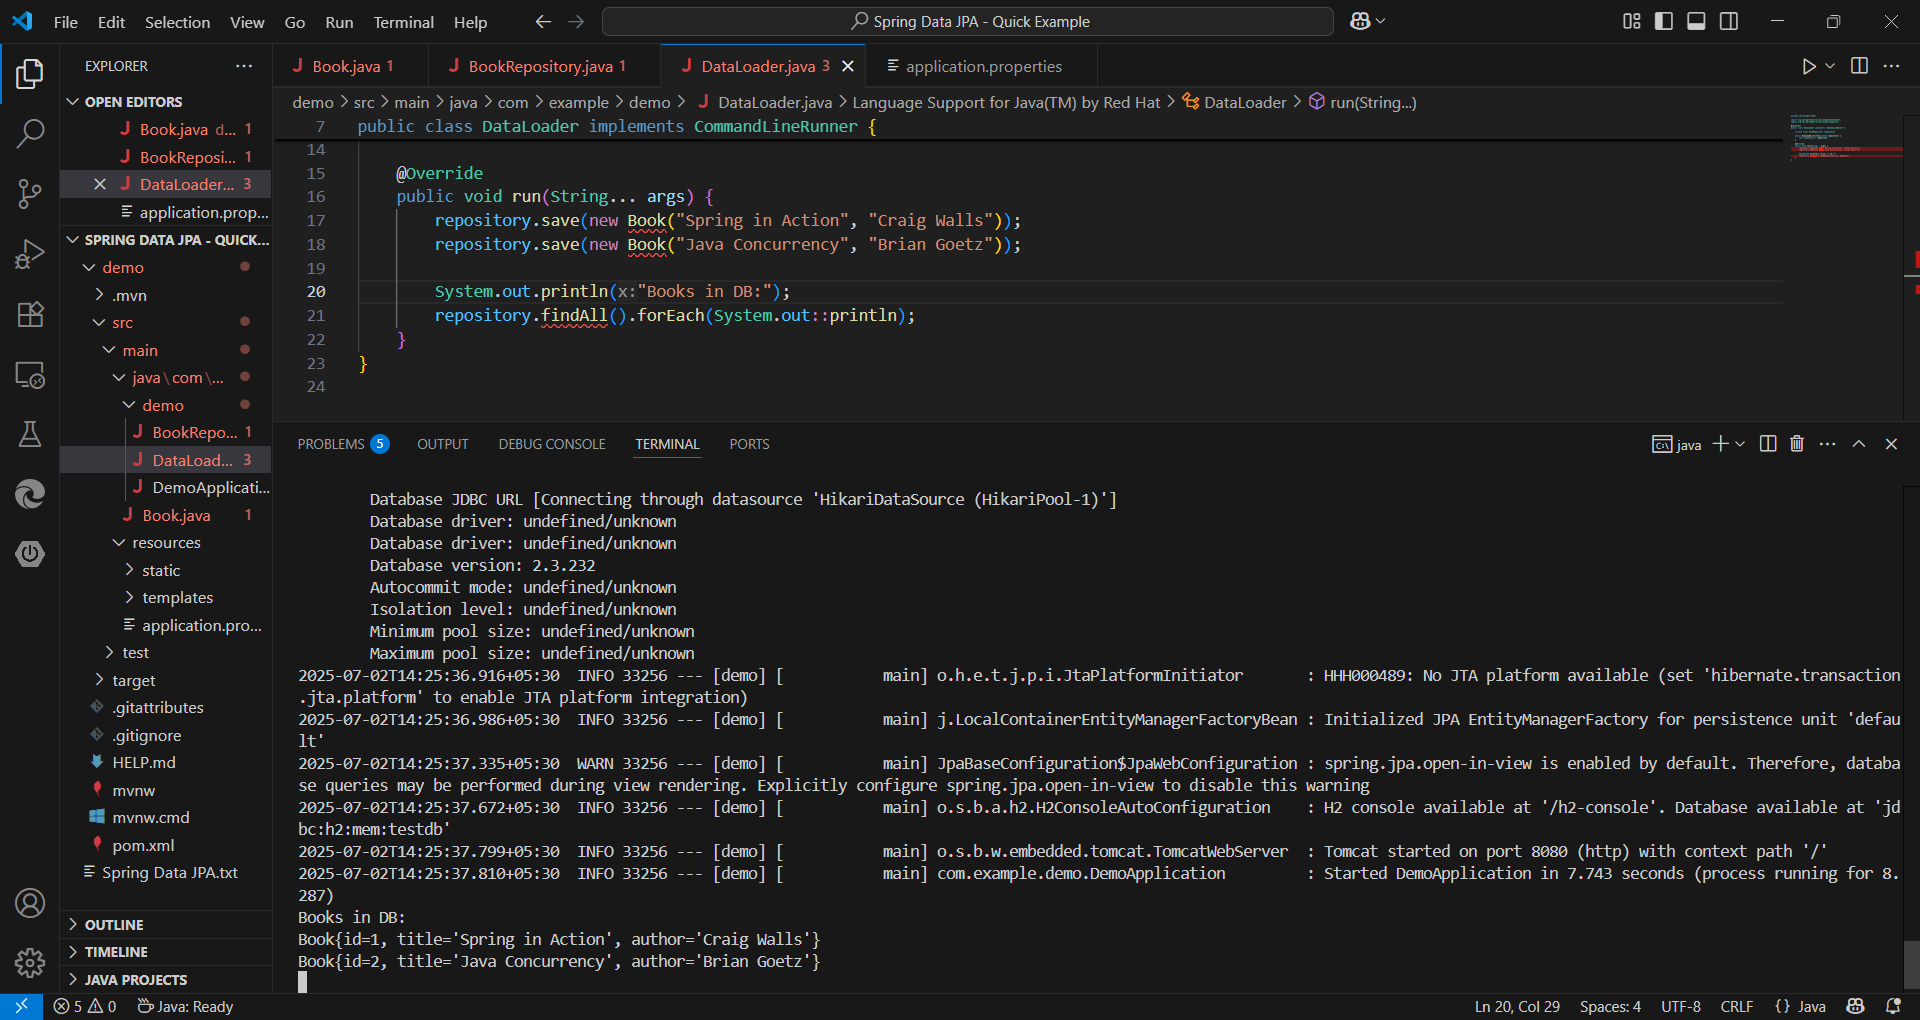 File Edit Selection View Go Run Terminal Help
Spring Data JPA - Quick Example
EXPLORER
OPEN EDITORS
Book.java d... 1
BookReposi... 1
DataLoader... 3
application.prop...
SPRING DATA JPA - QUICK...
demo
.mvn
src
main
java\com\...
demo
BookRepo... 1
DataLoad... 3
DemoApplicati...
Book.java 1
resources
static
templates
application.pro...
test
target
.gitattributes
.gitignore
HELP.md
mvnw
mvnw.cmd
pom.xml
Spring Data JPA.txt
OUTLINE
TIMELINE
JAVA PROJECTS
Book.java 1
BookRepository.java 1
DataLoader.java 3
application.properties
demo > src > main > java > com > example > demo > DataLoader.java > Language Support for Java(TM) by Red Hat > DataLoader > run(String...)
7 public class DataLoader implements CommandLineRunner {
14
15 @Override
16 public void run(String... args) {
17 repository.save(new Book("Spring in Action", "Craig Walls"));
18 repository.save(new Book("Java Concurrency", "Brian Goetz"));
19
20 System.out.println(x:"Books in DB:");
21 repository.findAll().forEach(System.out::println);
22 }
23 }
24
PROBLEMS 5 OUTPUT DEBUG CONSOLE TERMINAL PORTS
java
Database JDBC URL [Connecting through datasource 'HikariDataSource (HikariPool-1)']
Database driver: undefined/unknown
Database driver: undefined/unknown
Database version: 2.3.232
Autocommit mode: undefined/unknown
Isolation level: undefined/unknown
Minimum pool size: undefined/unknown
Maximum pool size: undefined/unknown
2025-07-02T14:25:36.916+05:30 INFO 33256 --- [demo] [ main] o.h.e.t.j.p.i.JtaPlatformInitiator : HHH000489: No JTA platform available (set 'hibernate.transaction
.jta.platform' to enable JTA platform integration)
2025-07-02T14:25:36.986+05:30 INFO 33256 --- [demo] [ main] j.LocalContainerEntityManagerFactoryBean : Initialized JPA EntityManagerFactory for persistence unit 'defau
lt'
2025-07-02T14:25:37.335+05:30 WARN 33256 --- [demo] [ main] JpaBaseConfiguration$JpaWebConfiguration : spring.jpa.open-in-view is enabled by default. Therefore, databa
se queries may be performed during view rendering. Explicitly configure spring.jpa.open-in-view to disable this warning
2025-07-02T14:25:37.672+05:30 INFO 33256 --- [demo] [ main] o.s.b.a.h2.H2ConsoleAutoConfiguration : H2 console available at '/h2-console'. Database available at 'jd
bc:h2:mem:testdb'
2025-07-02T14:25:37.799+05:30 INFO 33256 --- [demo] [ main] o.s.b.w.embedded.tomcat.TomcatWebServer : Tomcat started on port 8080 (http) with context path '/'
2025-07-02T14:25:37.810+05:30 INFO 33256 --- [demo] [ main] com.example.demo.DemoApplication : Started DemoApplication in 7.743 seconds (process running for 8.
287)
Books in DB:
Book{id=1, title='Spring in Action', author='Craig Walls'}
Book{id=2, title='Java Concurrency', author='Brian Goetz'}
5 0 Java: Ready
Ln 20, Col 29 Spaces: 4 UTF-8 CRLF {} Java